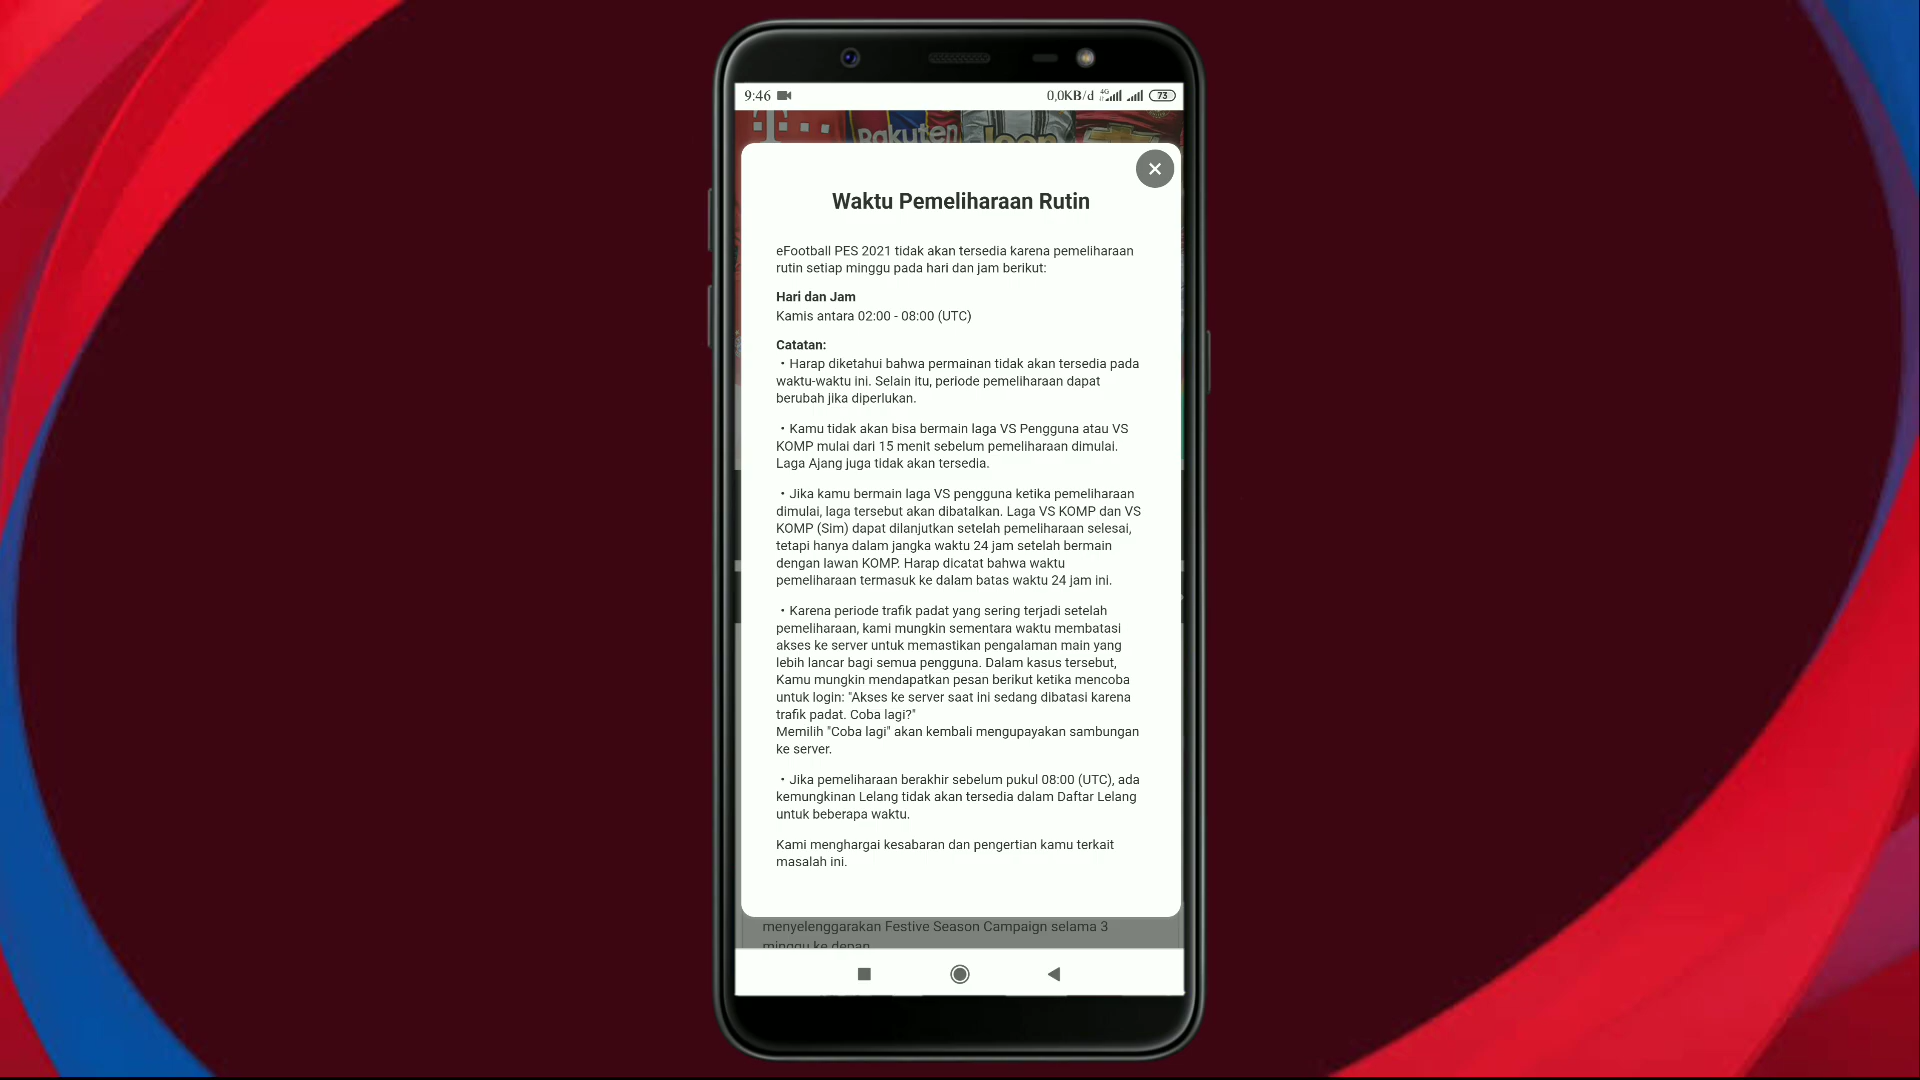 9:46
0,0KB/d 4G 73
T
Rakuten
Jeep
Waktu Pemeliharaan Rutin
eFootball PES 2021 tidak akan tersedia karena pemeliharaan
rutin setiap minggu pada hari dan jam berikut:
Hari dan Jam
Kamis antara 02:00 - 08:00 (UTC)
Catatan:
・Harap diketahui bahwa permainan tidak akan tersedia pada
waktu-waktu ini. Selain itu, periode pemeliharaan dapat
berubah jika diperlukan.
・Kamu tidak akan bisa bermain laga VS Pengguna atau VS
KOMP mulai dari 15 menit sebelum pemeliharaan dimulai.
Laga Ajang juga tidak akan tersedia.
・Jika kamu bermain laga VS pengguna ketika pemeliharaan
dimulai, laga tersebut akan dibatalkan. Laga VS KOMP dan VS
KOMP (Sim) dapat dilanjutkan setelah pemeliharaan selesai,
tetapi hanya dalam jangka waktu 24 jam setelah bermain
dengan lawan KOMP. Harap dicatat bahwa waktu
pemeliharaan termasuk ke dalam batas waktu 24 jam ini.
・Karena periode trafik padat yang sering terjadi setelah
pemeliharaan, kami mungkin sementara waktu membatasi
akses ke server untuk memastikan pengalaman main yang
lebih lancar bagi semua pengguna. Dalam kasus tersebut,
Kamu mungkin mendapatkan pesan berikut ketika mencoba
untuk login: "Akses ke server saat ini sedang dibatasi karena
trafik padat. Coba lagi?"
Memilih "Coba lagi" akan kembali mengupayakan sambungan
ke server.
・Jika pemeliharaan berakhir sebelum pukul 08:00 (UTC), ada
kemungkinan Lelang tidak akan tersedia dalam Daftar Lelang
untuk beberapa waktu.
Kami menghargai kesabaran dan pengertian kamu terkait
masalah ini.
menyelenggarakan Festive Season Campaign selama 3
minggu ke depan